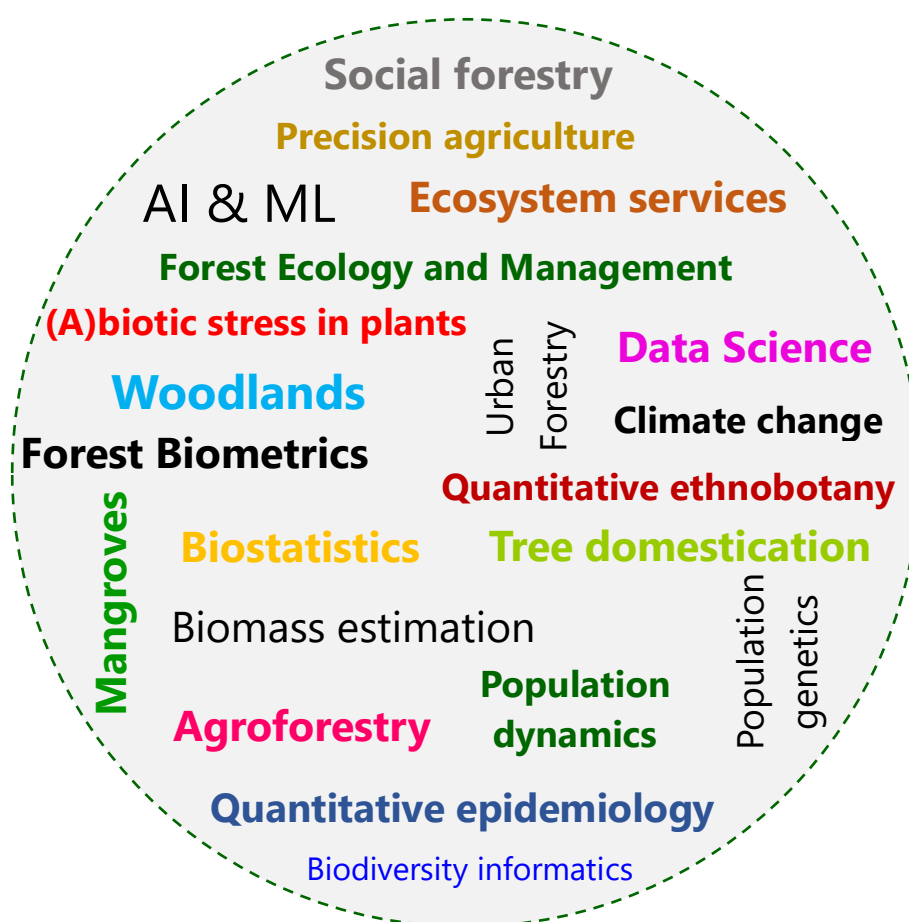 Social forestry
Precision agriculture
AI & ML
Ecosystem services
Forest Ecology and Management
(A)biotic stress in plants
Urban
Forestry
Data Science
Woodlands
Climate change
Forest Biometrics
Quantitative ethnobotany
Mangroves
Biostatistics
Tree domestication
Biomass estimation
Population
genetics
Population
dynamics
Agroforestry
Quantitative epidemiology
Biodiversity informatics